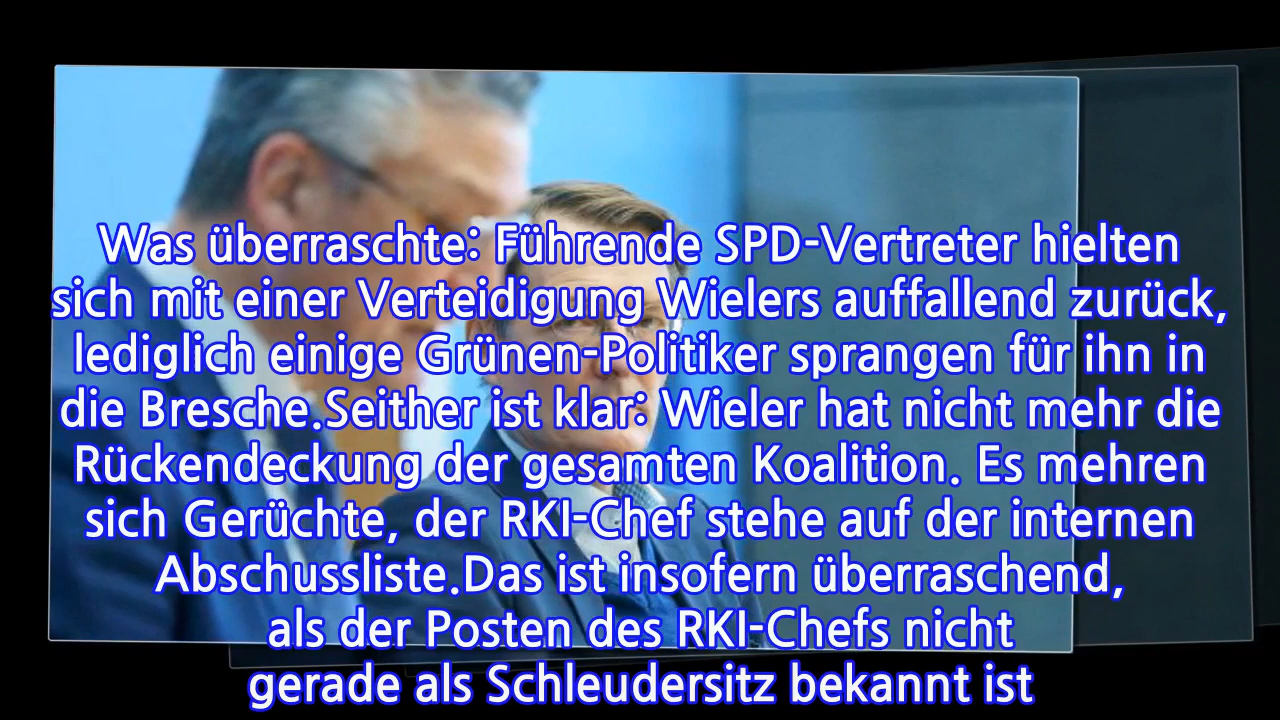 Was überraschte: Führende SPD-Vertreter hielten
sich mit einer Verteidigung Wielers auffallend zurück,
lediglich einige Grünen-Politiker sprangen für ihn in
die Bresche.Seither ist klar: Wieler hat nicht mehr die
Rückendeckung der gesamten Koalition. Es mehren
sich Gerüchte, der RKI-Chef stehe auf der internen
Abschussliste.Das ist insofern überraschend,
als der Posten des RKI-Chefs nicht
gerade als Schleudersitz bekannt ist